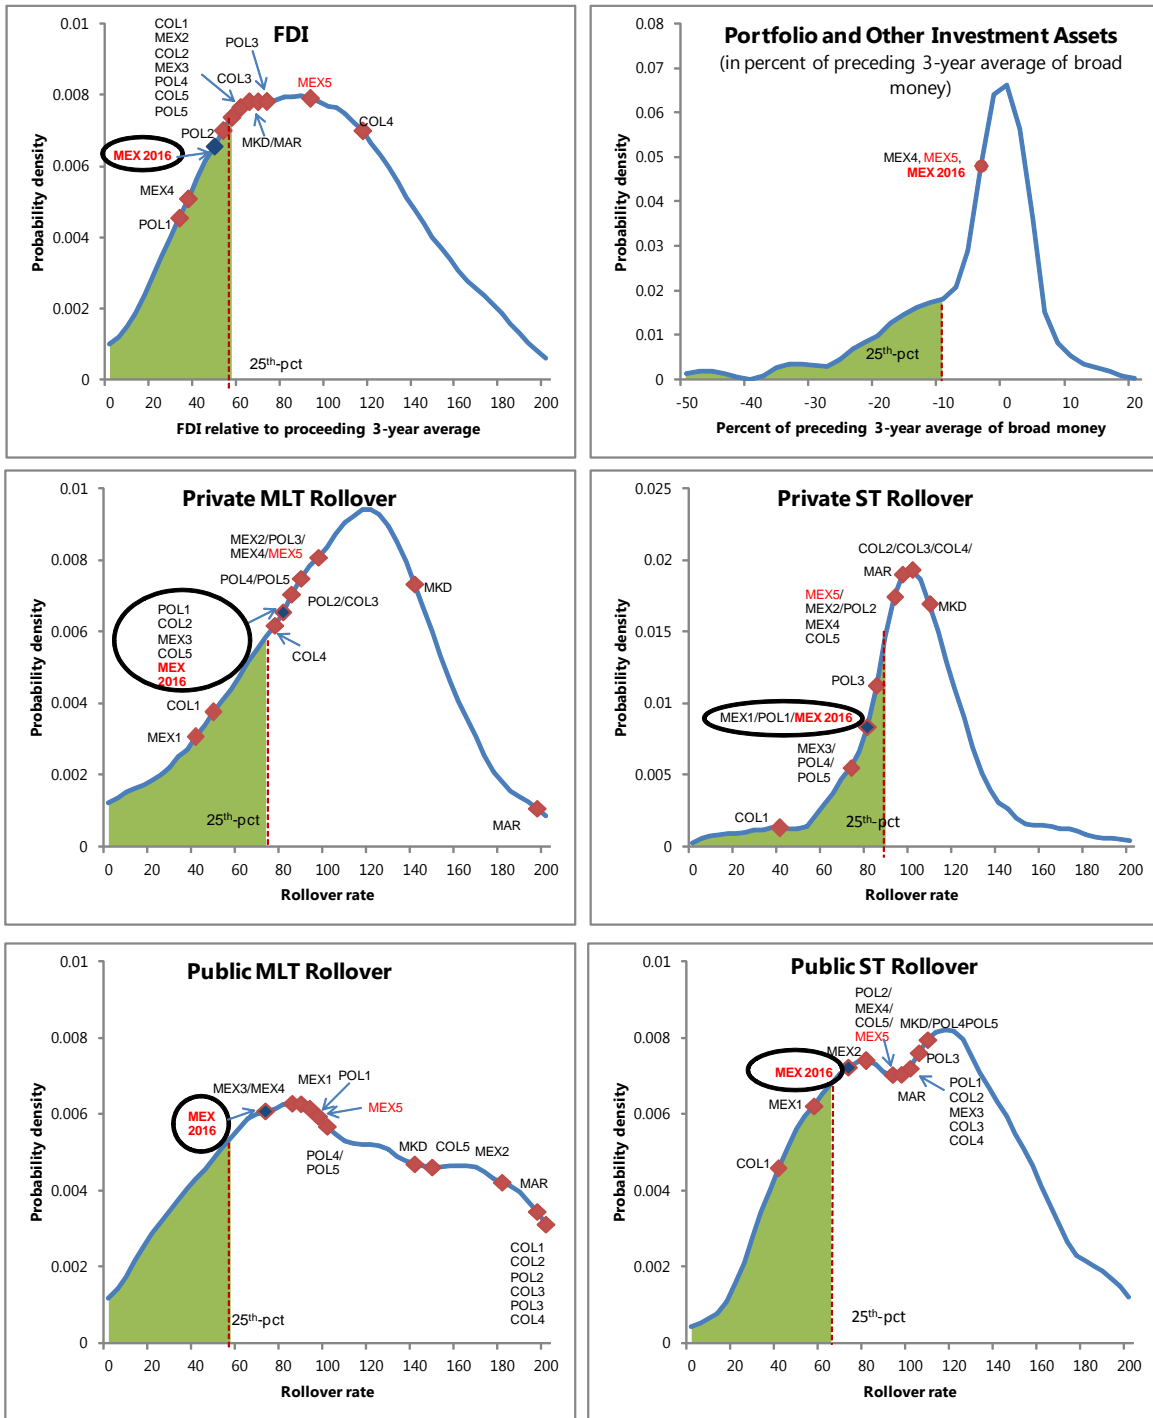 FDI
Probability density
0.01
0.008
0.006
0.004
0.002
0
COL1
MEX2
COL2
MEX3
POL4
COL5
POL5
POL3
COL3
MEX5
COL4
POL2
MKD/MAR
MEX 2016
MEX4
POL1
25th-pct
0 20 40 60 80 100 120 140 160 180 200
FDI relative to proceeding 3-year average
Portfolio and Other Investment Assets
(in percent of preceding 3-year average of broad
money)
Probability density
0.08
0.07
0.06
0.05
0.04
0.03
0.02
0.01
0
MEX4, MEX5,
MEX 2016
25th-pct
-50 -40 -30 -20 -10 0 10 20
Percent of preceding 3-year average of broad money
Private MLT Rollover
Probability density
0.01
0.008
0.006
0.004
0.002
0
MEX2/POL3/
MEX4/MEX5
POL4/POL5
POL2/COL3
MKD
POL1
COL2
MEX3
COL5
MEX
2016
COL4
COL1
MEX1
25th-pct
MAR
0 20 40 60 80 100 120 140 160 180 200
Rollover rate
Private ST Rollover
Probability density
0.025
0.02
0.015
0.01
0.005
0
COL2/COL3/COL4/
MAR
MEX5/
MEX2/POL2
MEX4
COL5
MKD
POL3
MEX1/POL1/MEX 2016
MEX3/
POL4/
POL5
COL1
25th-pct
0 20 40 60 80 100 120 140 160 180 200
Rollover rate
Public MLT Rollover
Probability density
0.01
0.008
0.006
0.004
0.002
0
MEX3/MEX4
MEX1
POL1
MEX5
MEX
2016
POL4/
POL5
MKD
COL5
MEX2
MAR
COL1
COL2
POL2
COL3
POL3
COL4
25th-pct
0 20 40 60 80 100 120 140 160 180 200
Rollover rate
Public ST Rollover
Probability density
0.01
0.008
0.006
0.004
0.002
0
POL2/
MEX4/
COL5/
MEX5
MKD/POL4POL5
MEX2
POL3
MEX 2016
MAR
POL1
COL2
MEX3
COL3
COL4
MEX1
COL1
25th-pct
0 20 40 60 80 100 120 140 160 180 200
Rollover rate